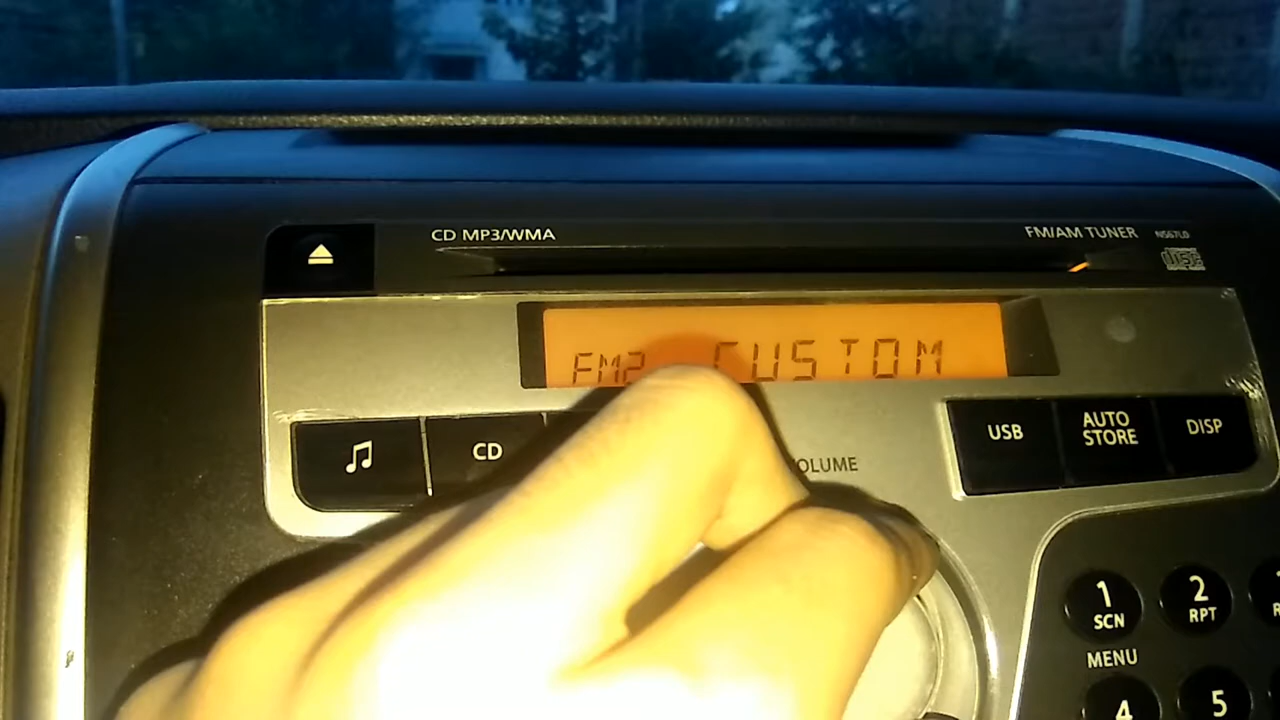 CD MP3/WMA
FM/AM TUNER
DISC
FM2 CUSTOM
CD
VOLUME
USB
AUTO STORE
DISP
1 SCN
2 RPT
MENU
4
5